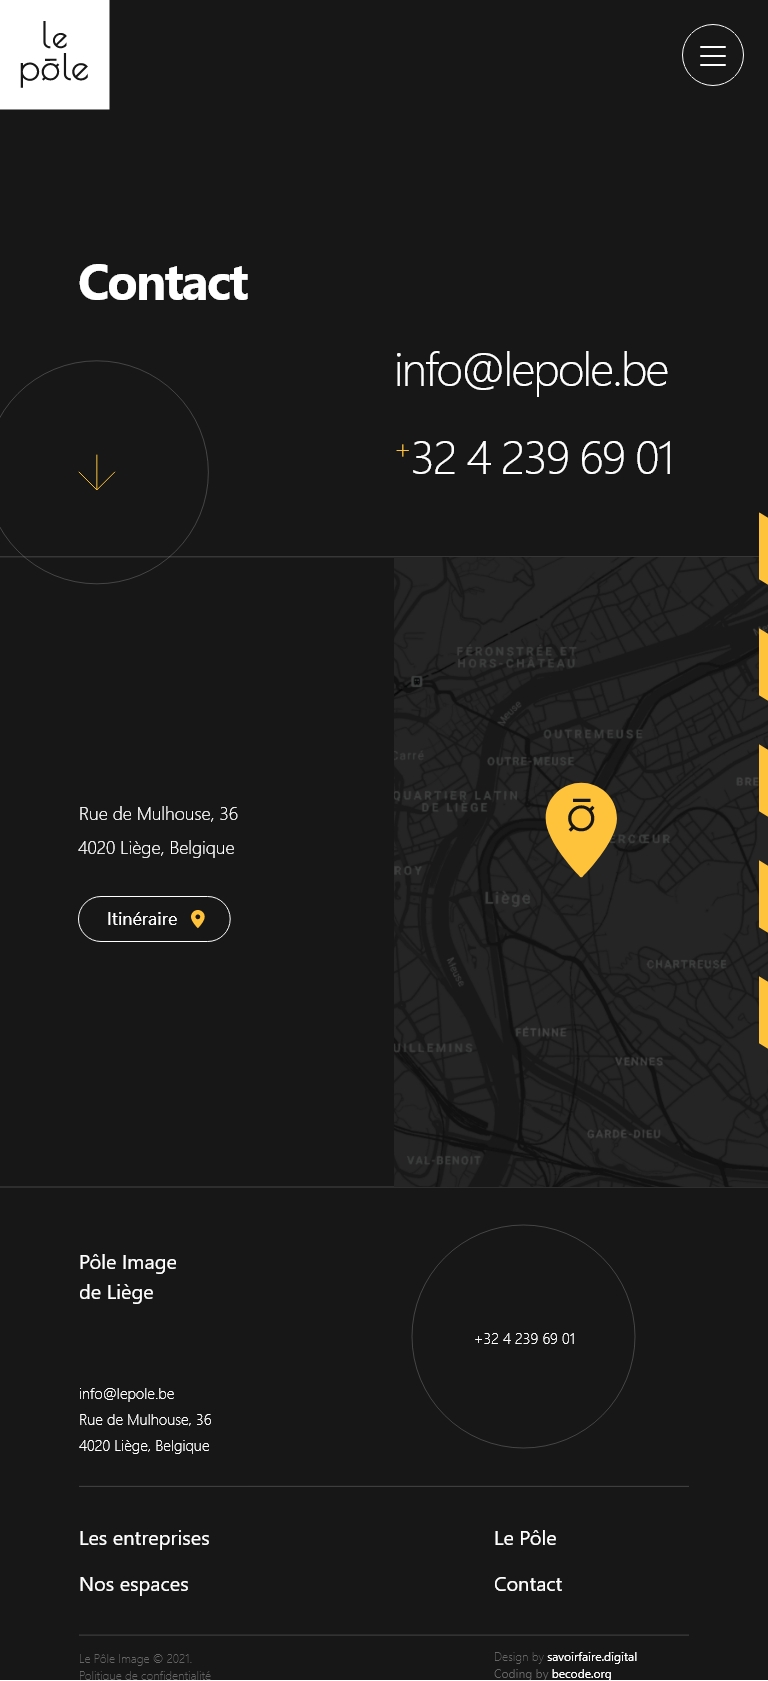 le
pōle
Contact
info@lepole.be
+32 4 239 69 01
FÉRONSTRÉE ET
HORS-CHÂTEAU
Meuse
OUTREMEUSE
Carré
OUTRE-MEUSE
BRE
QUARTIER LATIN
DE LIÈGE
Rue de Mulhouse, 36
4020 Liège, Belgique
Ō
ERCŒUR
ROY
Liège
Itinéraire
CHARTREUSE
Meuse
FÉTINNE
UILLEMINS
VENNES
GARDE-DIEU
VAL-BENOIT
Pôle Image
de Liège
+32 4 239 69 01
info@lepole.be
Rue de Mulhouse, 36
4020 Liège, Belgique
Les entreprises
Le Pôle
Nos espaces
Contact
Le Pôle Image © 2021.
Politique de confidentialité
Design by savoirfaire.digital
Coding by becode.org